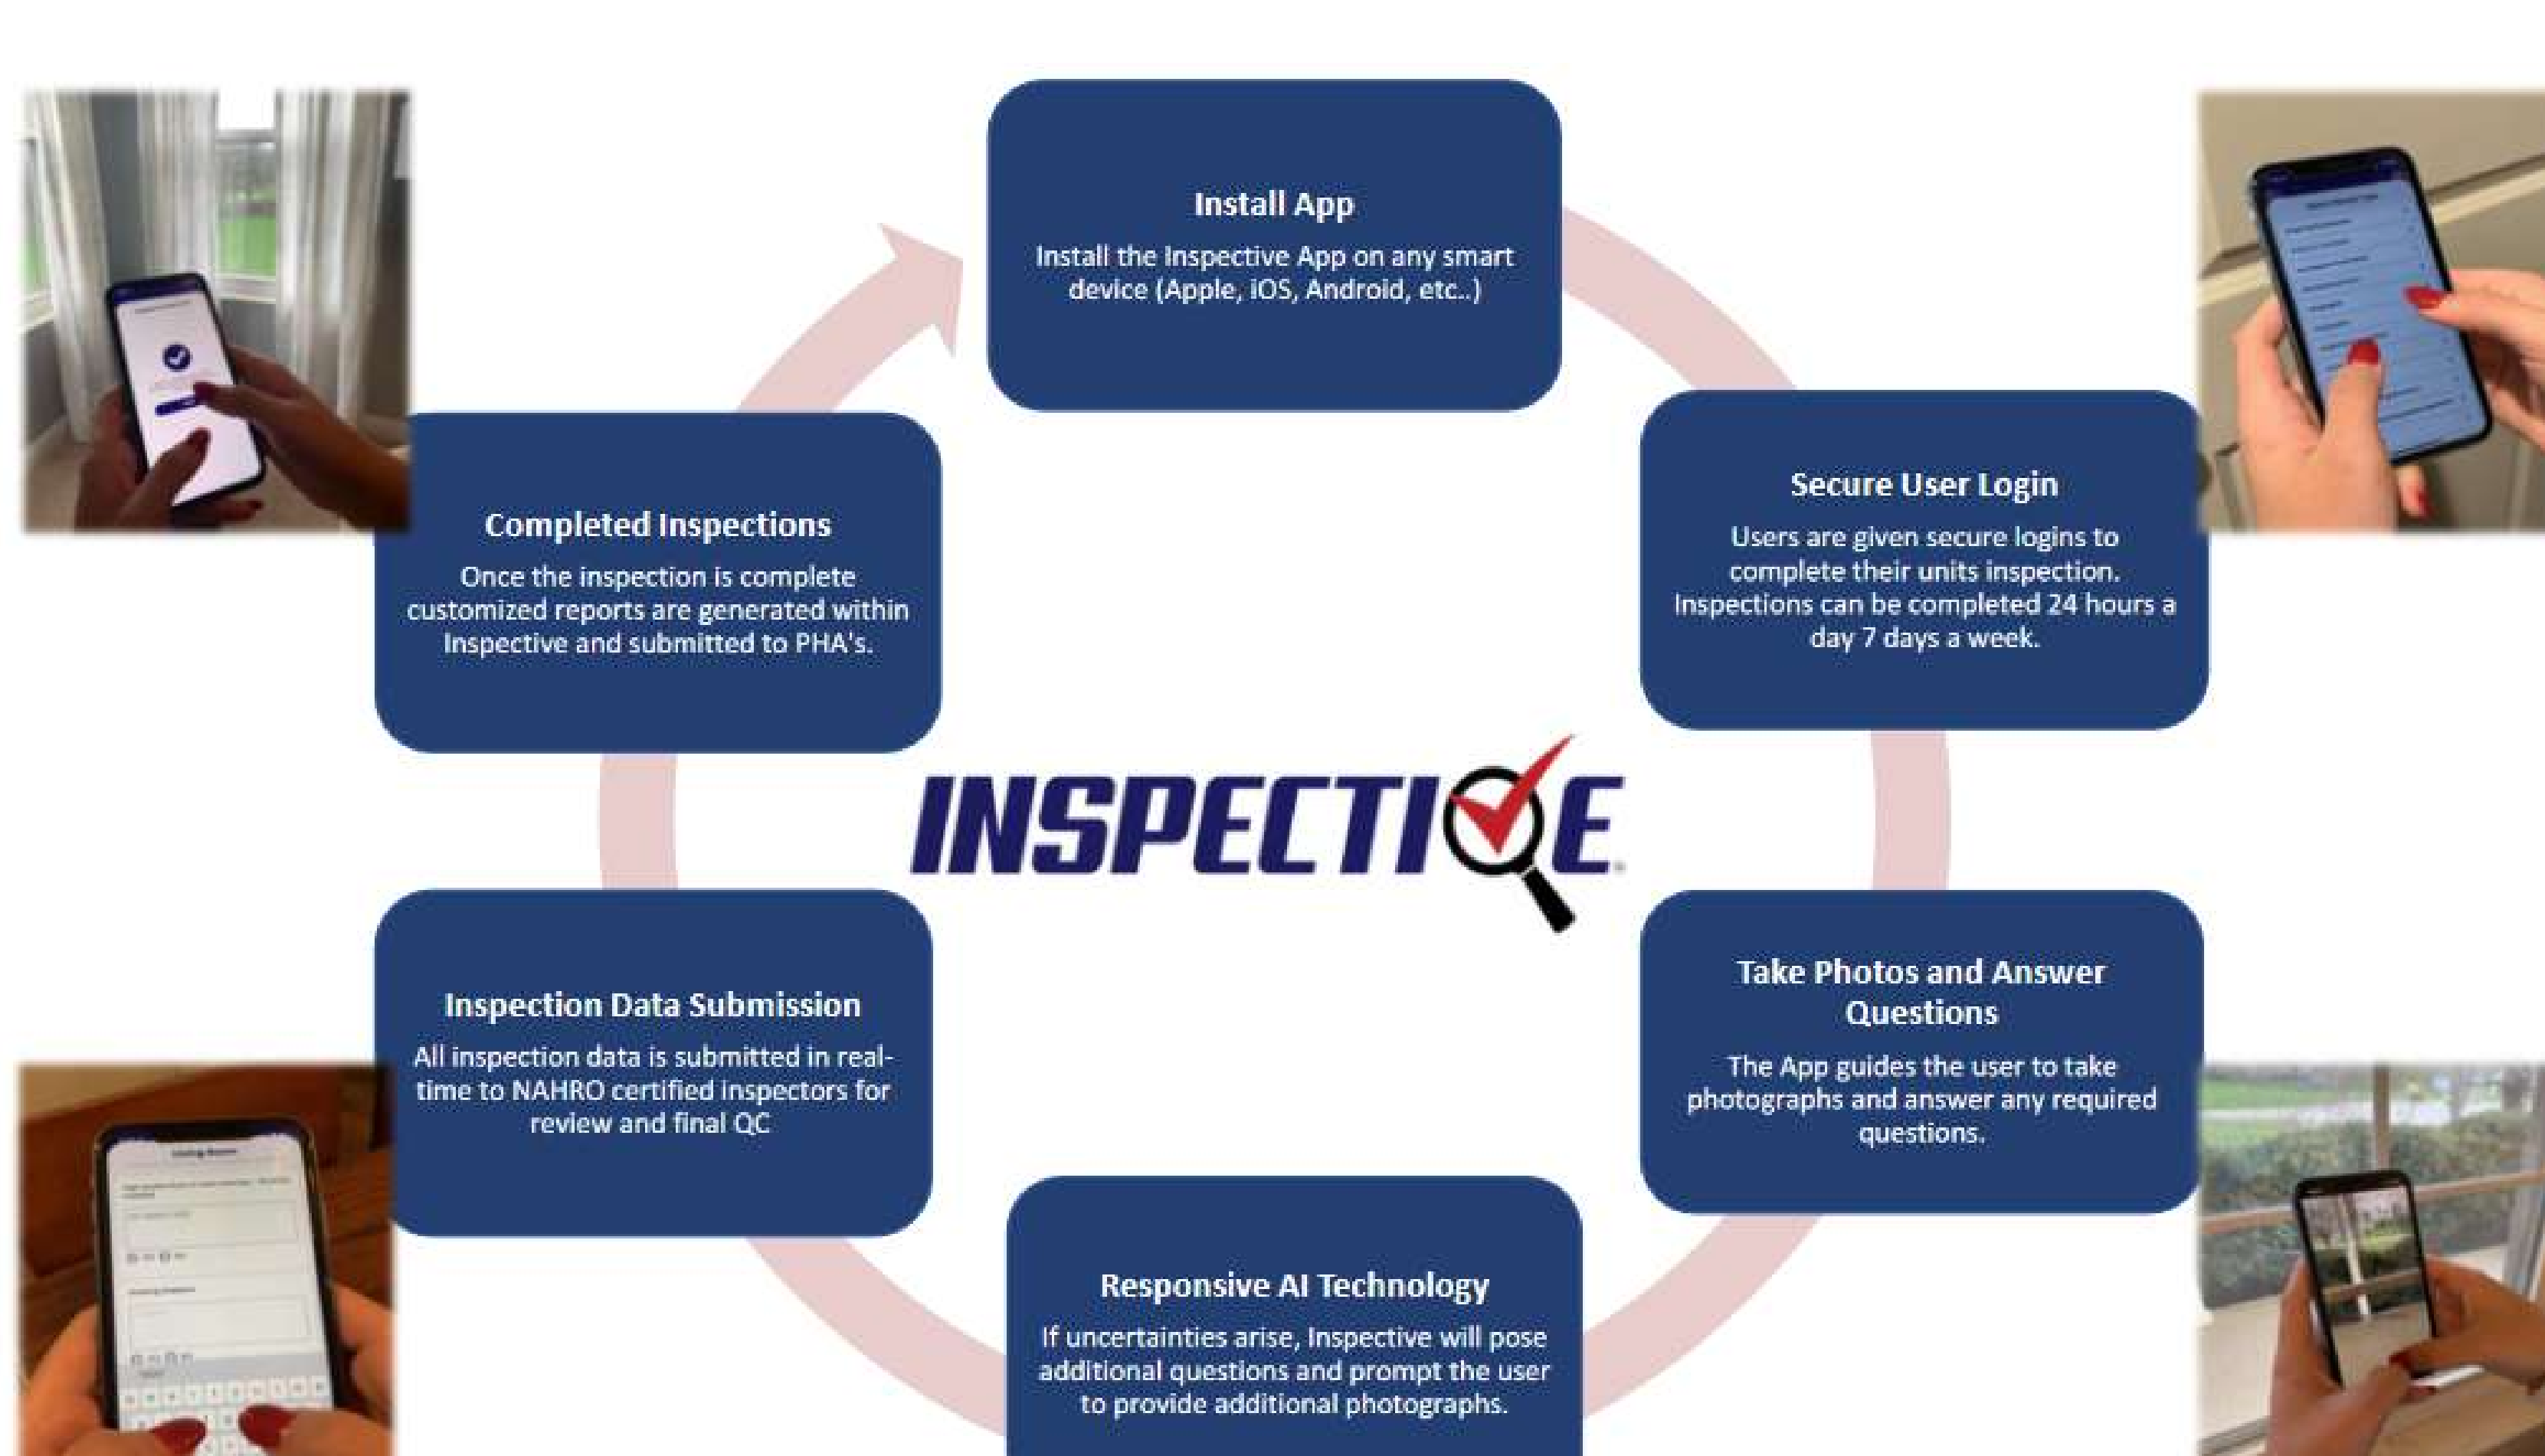 Install App
Install the Inspective App on any smart
device (Apple, iOS, Android, etc..)
Secure User Login
Users are given secure logins to
complete their units inspection.
Inspections can be completed 24 hours a
day 7 days a week.
Take Photos and Answer
Questions
The App guides the user to take
photographs and answer any required
questions.
Responsive AI Technology
If uncertainties arise, Inspective will pose
additional questions and prompt the user
to provide additional photographs.
Inspection Data Submission
All inspection data is submitted in real-
time to NAHRO certified inspectors for
review and final QC
Completed Inspections
Once the inspection is complete
customized reports are generated within
Inspective and submitted to PHA's.
INSPECTIVE